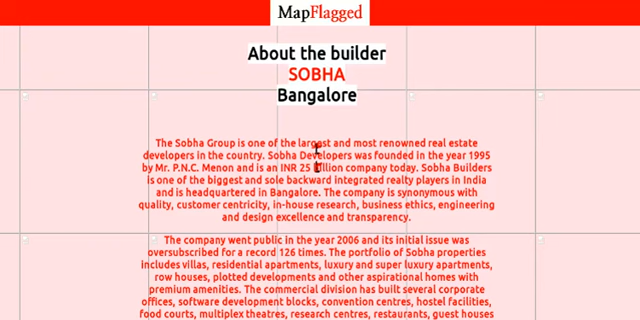 MapFlagged
About the builder
SOBHA
Bangalore
The Sobha Group is one of the largest and most renowned real estate
developers in the country. Sobha Developers was founded in the year 1995
by Mr. P.N.C. Menon and is an INR 25 company today. Sobha Builders
is one of the biggest and sole backward integrated realty players in India
and is headquartered in Bangalore. The company is synonymous with
quality, customer centricity, in-house research, business ethics, engineering
and design excellence and transparency.
The company went public in the year 2006 and its initial issue was
oversubscribed for a record 126 times. The portfolio of Sobha properties
includes villas, residential apartments, luxury and super luxury apartments,
row houses, plotted developments and other aspirational homes with
premium amenities. The commercial division has built several corporate
offices, software development blocks, convention centres, hostel facilities,
food courts, multiplex theatres, research centres, restaurants, guest houses